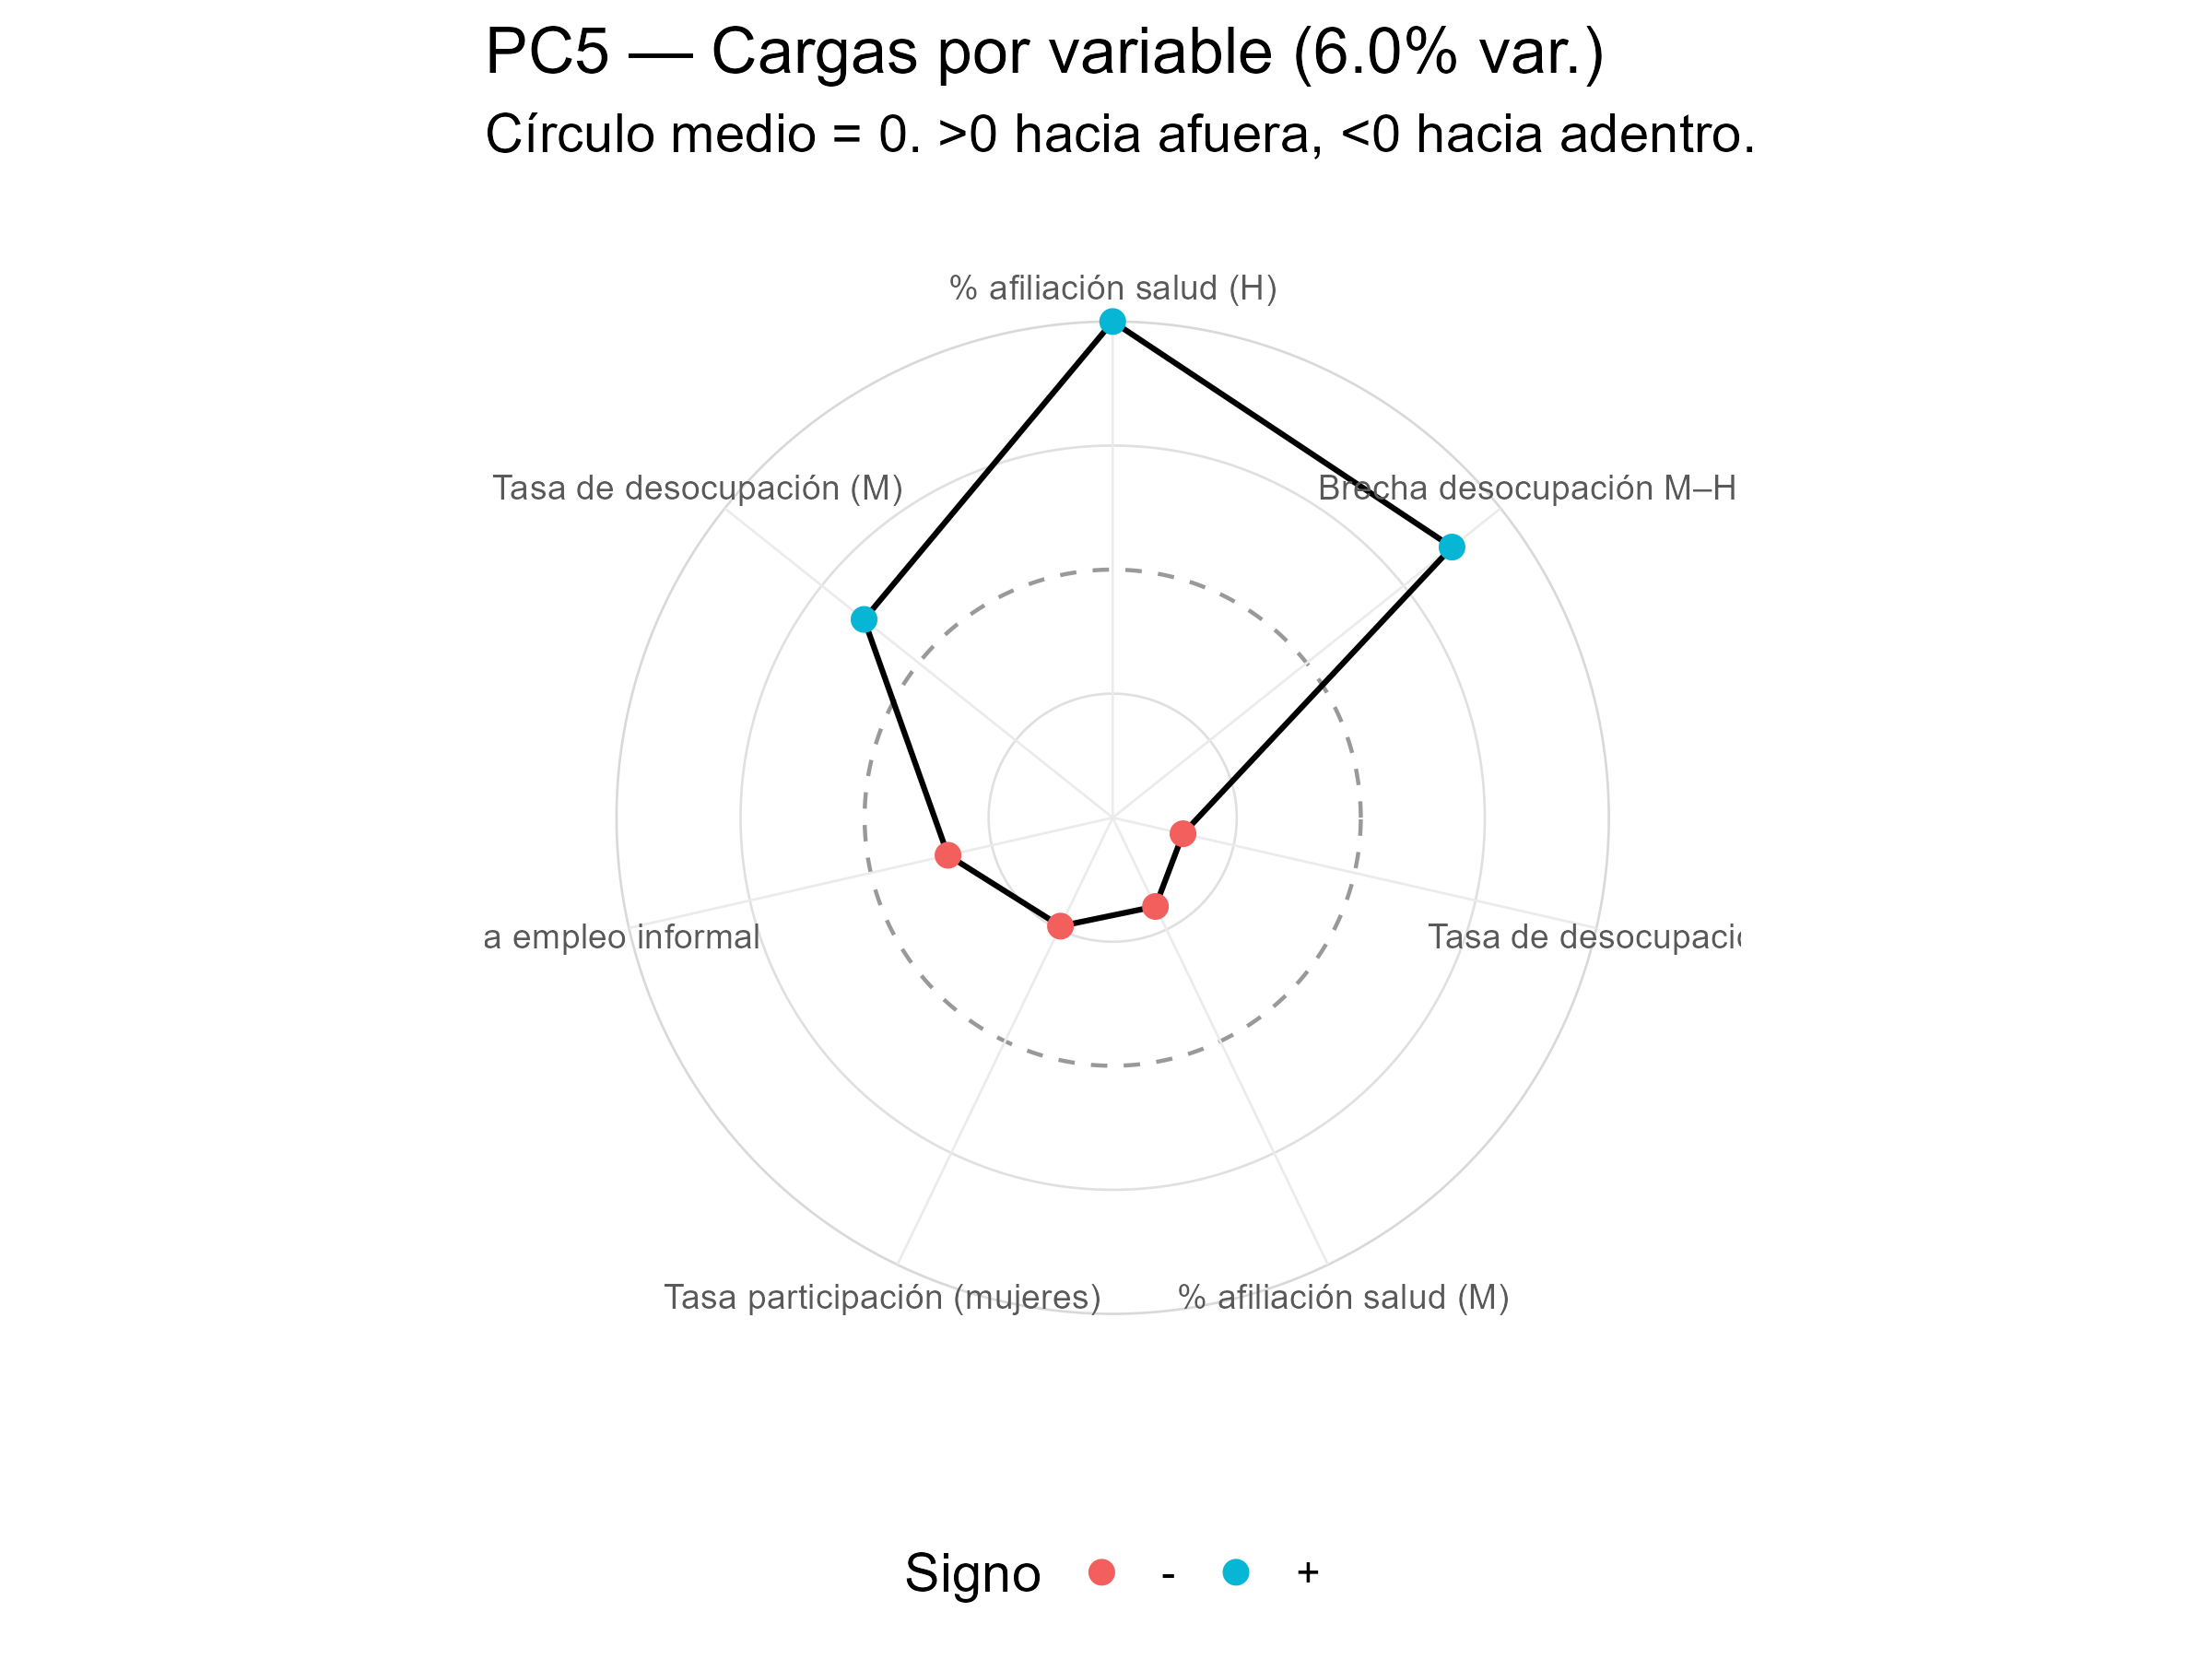 PC5 — Cargas por variable (6.0% var.)
Círculo medio = 0. >0 hacia afuera, <0 hacia adentro.
% afiliación salud (H)
Tasa de desocupación (M)
Brecha desocupación M–H
a empleo informal
Tasa de desocupació
Tasa participación (mujeres)
% afiliación salud (M)
Signo - +